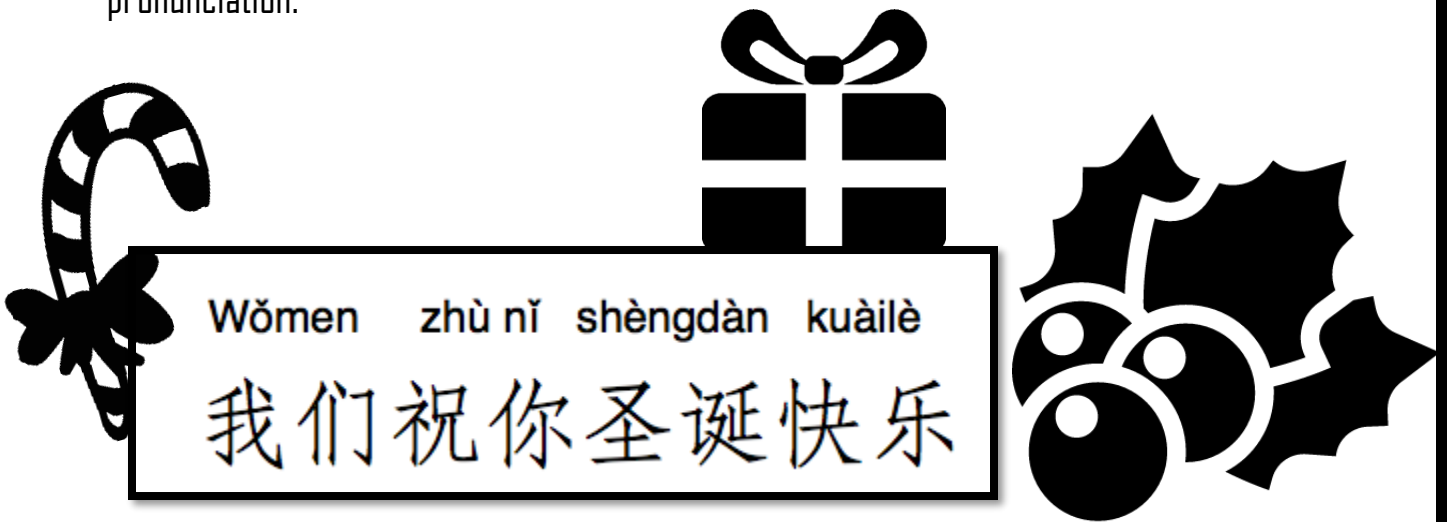 pronunciation.
Wǒmen zhù nǐ shèngdàn kuàilè
我们祝你圣诞快乐